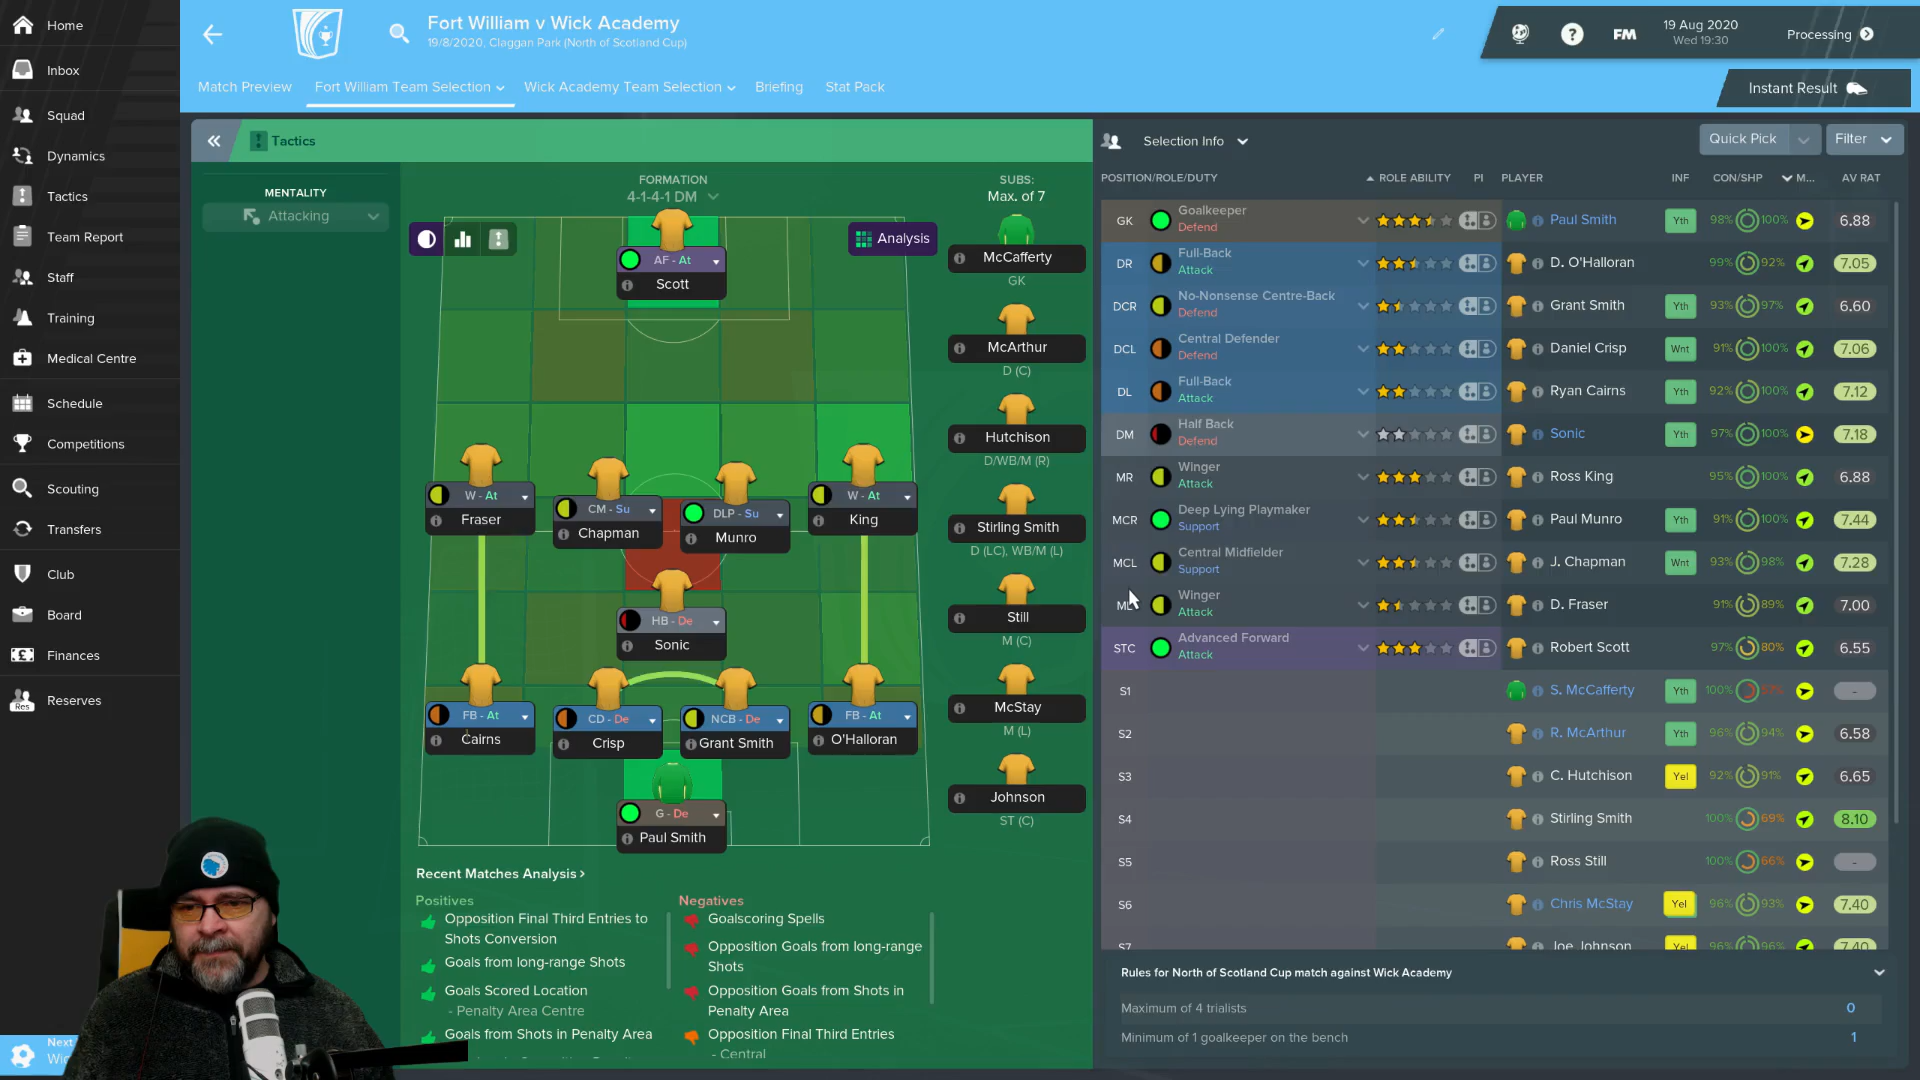 Home
Inbox
Squad
Dynamics
Tactics
Team Report
Staff
Training
Medical Centre
Schedule
Competitions
Scouting
Transfers
Club
Board
Finances
Res
Reserves
Next
Fort William v Wick Academy
19/8/2020, Claggan Park (North of Scotland Cup)
?
FM
19 Aug 2020
Wed 19:30
Processing
Match Preview
Fort William Team Selection
Wick Academy Team Selection
Briefing
Stat Pack
Instant Result
Tactics
MENTALITY
Attacking
FORMATION
4-1-4-1 DM
SUBS:
Max. of 7
Analysis
AF - At
Scott
W - At
Fraser
CM - Su
Chapman
DLP - Su
Munro
W - At
King
HB - De
Sonic
FB - At
Cairns
CD - De
Crisp
NCB - De
Grant Smith
FB - At
O'Halloran
G - De
Paul Smith
McCafferty
GK
McArthur
D (C)
Hutchison
D/WB/M (R)
Stirling Smith
D (LC), WB/M (L)
Still
M (C)
McStay
M (L)
Johnson
ST (C)
Recent Matches Analysis >
Positives
Opposition Final Third Entries to
Shots Conversion
Goals from long-range Shots
Goals Scored Location
- Penalty Area Centre
Goals from Shots in Penalty Area
Negatives
Goalscoring Spells
Opposition Goals from long-range
Shots
Opposition Goals from Shots in
Penalty Area
Opposition Final Third Entries
- Central
Selection Info
Quick Pick
Filter
POSITION/ROLE/DUTY ROLE ABILITY PI PLAYER INF CON/SHP M... AV RAT
GK Goalkeeper Defend Paul Smith Yth 98% 100% 6.88
DR Full-Back Attack D. O'Halloran 99% 92% 7.05
DCR No-Nonsense Centre-Back Defend Grant Smith Yth 93% 97% 6.60
DCL Central Defender Defend Daniel Crisp Wnt 91% 100% 7.06
DL Full-Back Attack Ryan Cairns Yth 92% 100% 7.12
DM Half Back Defend Sonic Yth 97% 100% 7.18
MR Winger Attack Ross King 95% 100% 6.88
MCR Deep Lying Playmaker Support Paul Munro Yth 91% 100% 7.44
MCL Central Midfielder Support J. Chapman Wnt 93% 98% 7.28
ML Winger Attack D. Fraser 91% 89% 7.00
STC Advanced Forward Attack Robert Scott 97% 80% 6.55
S1 S. McCafferty Yth 100% -
S2 R. McArthur Yth 96% 94% 6.58
S3 C. Hutchison Yel 92% 91% 6.65
S4 Stirling Smith 100% 69% 8.10
S5 Ross Still 100% 66% -
S6 Chris McStay Yel 96% 93% 7.40
S7 Joe Johnson Yel 96% 96% 7.40
Rules for North of Scotland Cup match against Wick Academy
Maximum of 4 trialists 0
Minimum of 1 goalkeeper on the bench 1